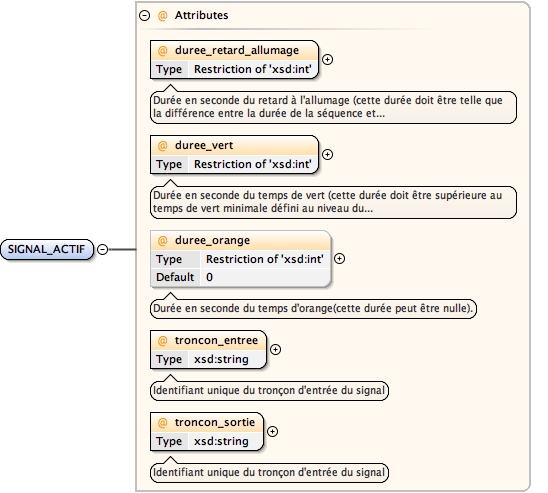 @ Attributes
@ duree_retard_allumage
Type Restriction of 'xsd:int'
Durée en seconde du retard à l'allumage (cette durée doit être telle que
la différence entre la durée de la séquence et...
@ duree_vert
Type Restriction of 'xsd:int'
Durée en seconde du temps de vert (cette durée doit être supérieure au
temps de vert minimale défini au niveau du...
SIGNAL_ACTIF
@ duree_orange
Type Restriction of 'xsd:int'
Default 0
Durée en seconde du temps d'orange(cette durée peut être nulle).
@ troncon_entree
Type xsd:string
Identifiant unique du tronçon d'entrée du signal
@ troncon_sortie
Type xsd:string
Identifiant unique du tronçon d'entrée du signal